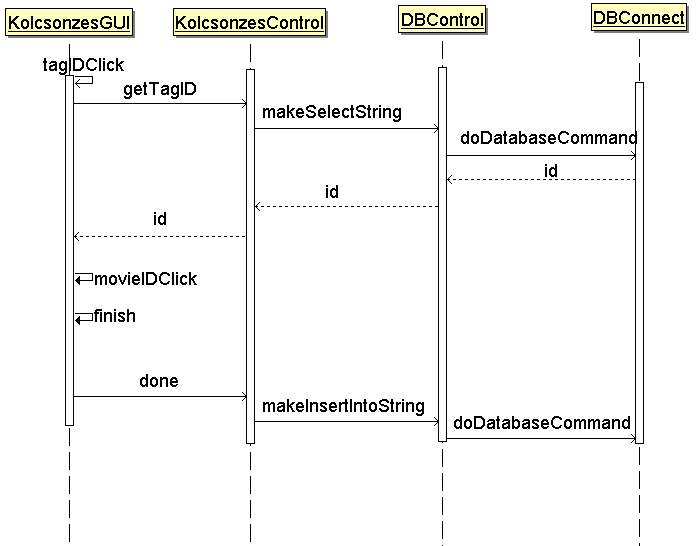 KolcsonzesGUI
KolcsonzesControl
DBControl
DBConnect
tagIDClick
getTagID
makeSelectString
doDatabaseCommand
id
id
id
movieIDClick
finish
done
makeInsertIntoString
doDatabaseCommand